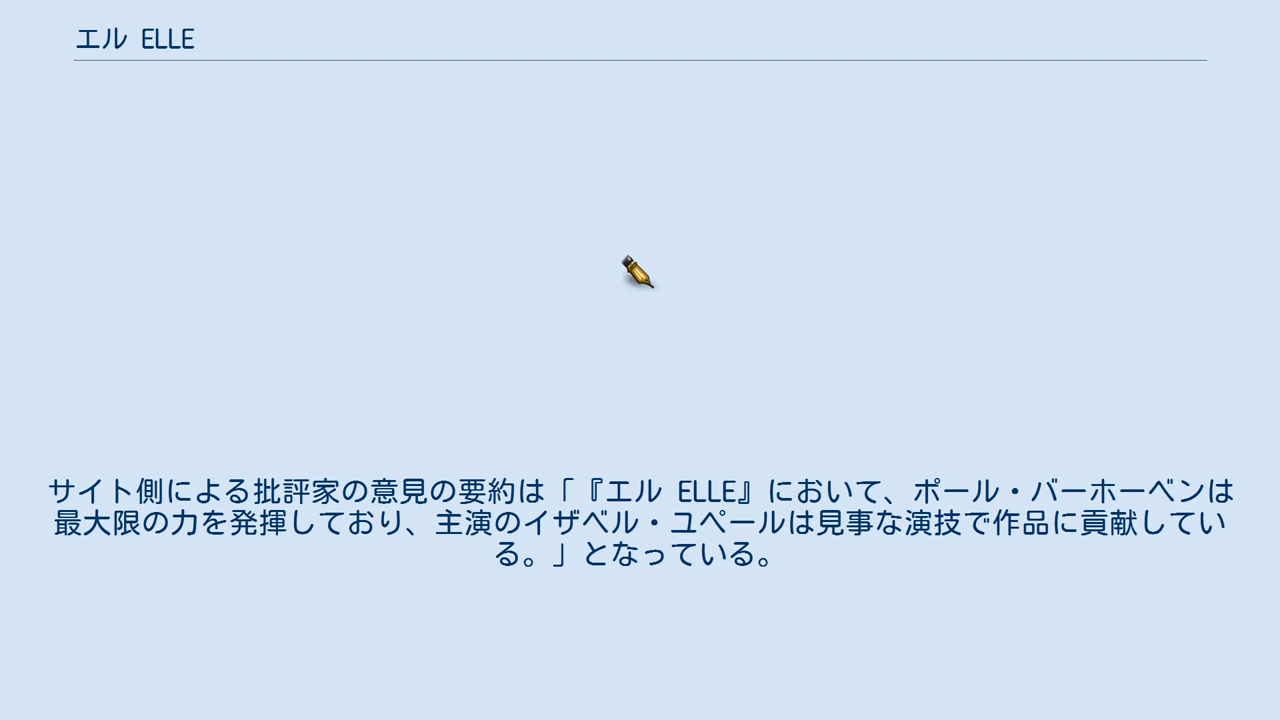 エル ELLE
サイト側による批評家の意見の要約は「『エル ELLE』において、ポール・バーホーベンは
最大限の力を発揮しており、主演のイザベル・ユペールは見事な演技で作品に貢献してい
る。」となっている。